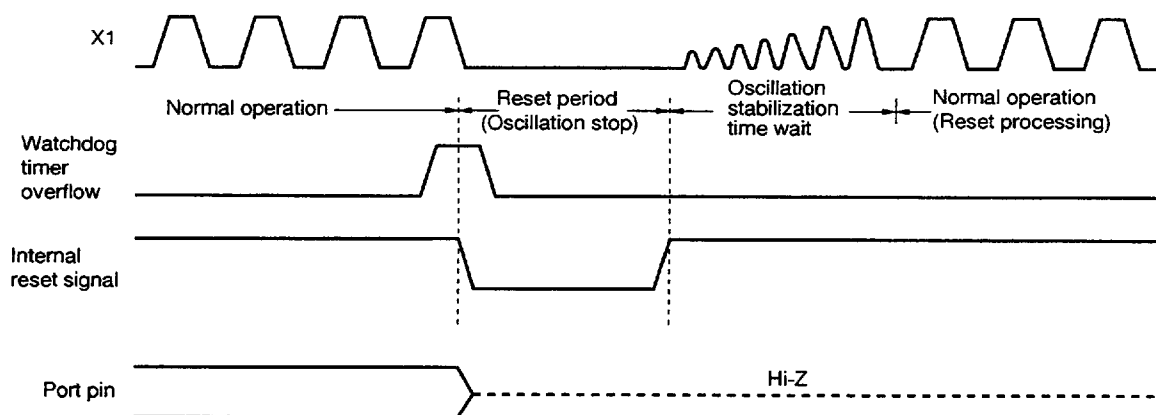 X1
Normal operation
Reset period
(Oscillation stop)
Oscillation
stabilization
time wait
Normal operation
(Reset processing)
Watchdog
timer
overflow
Internal
reset signal
Port pin
Hi-Z